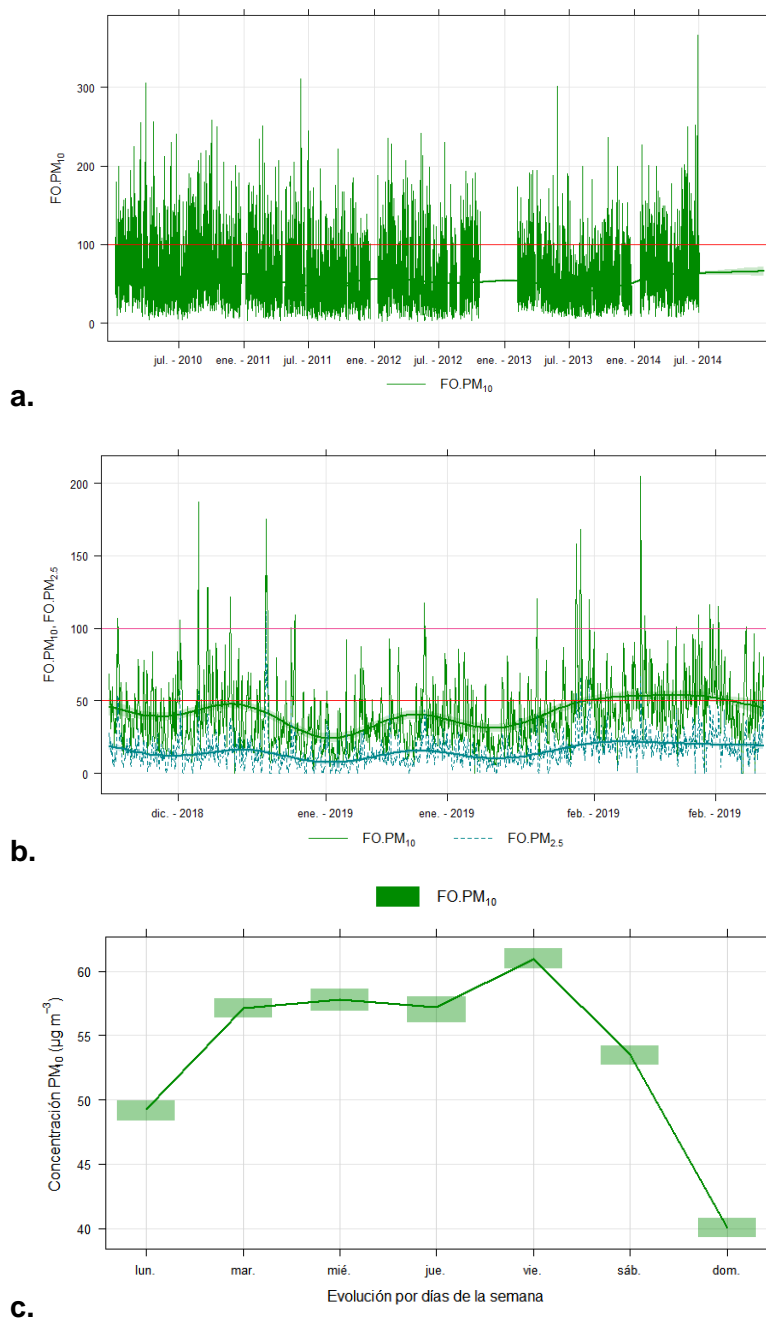 FO.PM₁₀
300
200
100
0
jul. - 2010 ene. - 2011 jul. - 2011 ene. - 2012 jul. - 2012 ene. - 2013 jul. - 2013 ene. - 2014 jul. - 2014
FO.PM₁₀
a.
FO.PM₁₀, FO.PM₂.₅
200
150
100
50
0
dic. - 2018 ene. - 2019 ene. - 2019 feb. - 2019 feb. - 2019
FO.PM₁₀ FO.PM₂.₅
b.
FO.PM₁₀
Concentración PM₁₀ (µg m⁻³)
60
55
50
45
40
lun. mar. mié. jue. vie. sáb. dom.
Evolución por días de la semana
c.